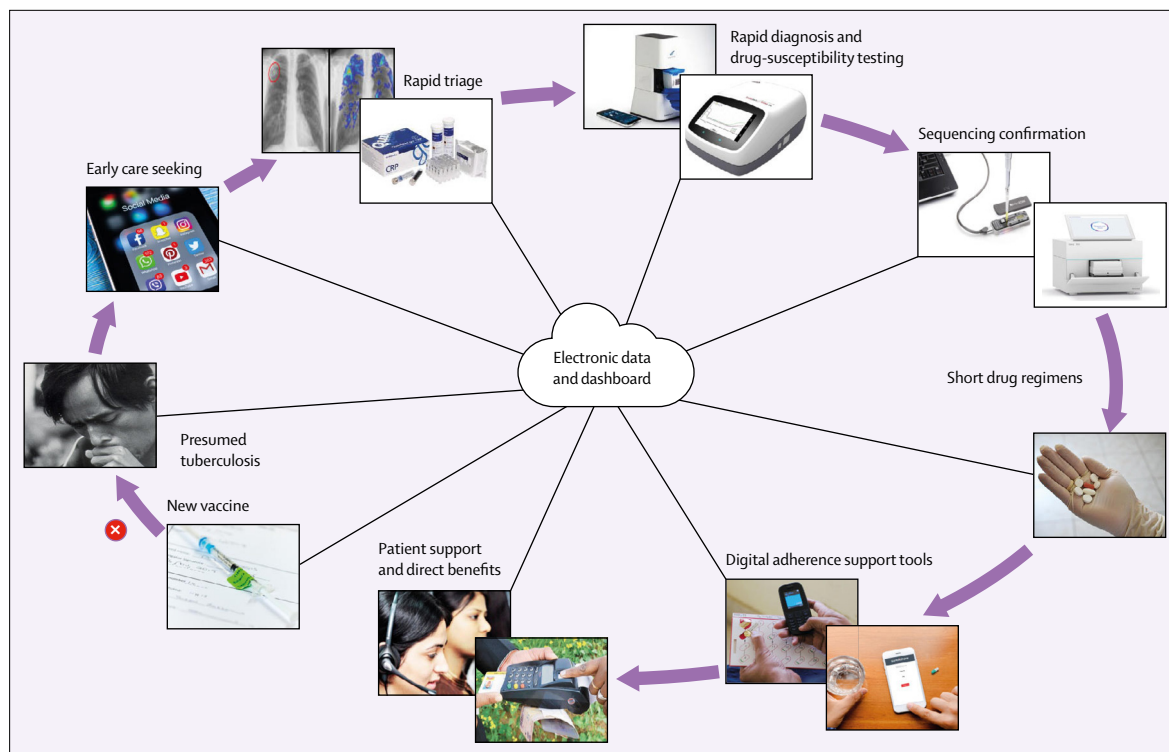 Rapid diagnosis and
drug-susceptibility testing
Rapid triage
CRP
Sequencing confirmation
Early care seeking
Social Media
Electronic data
and dashboard
Short drug regimens
Presumed
tuberculosis
New vaccine
Patient support
and direct benefits
Digital adherence support tools